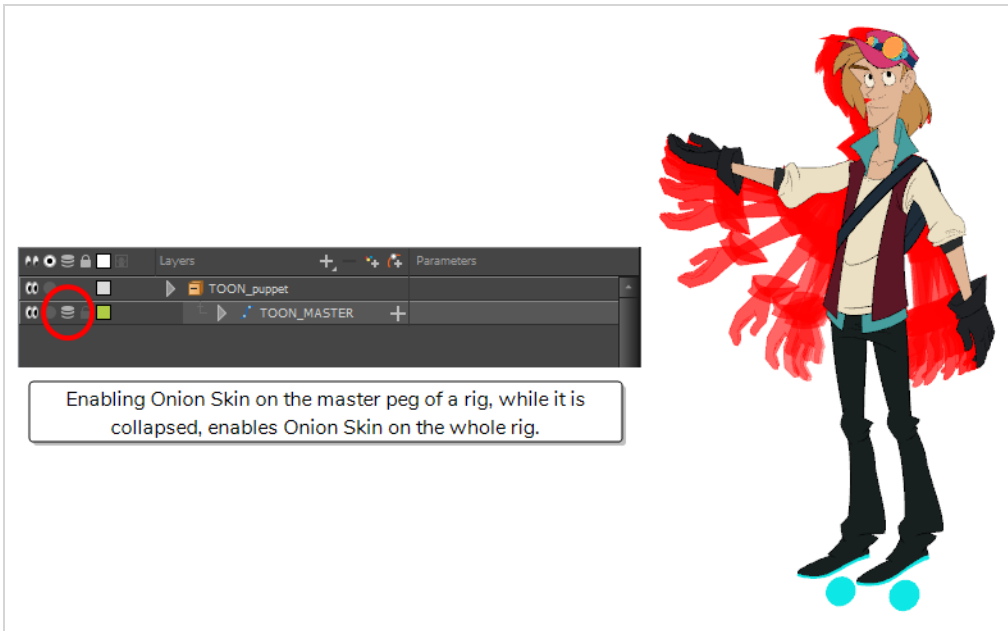 Layers
Parameters
TOON_puppet
TOON_MASTER
Enabling Onion Skin on the master peg of a rig, while it is
collapsed, enables Onion Skin on the whole rig.